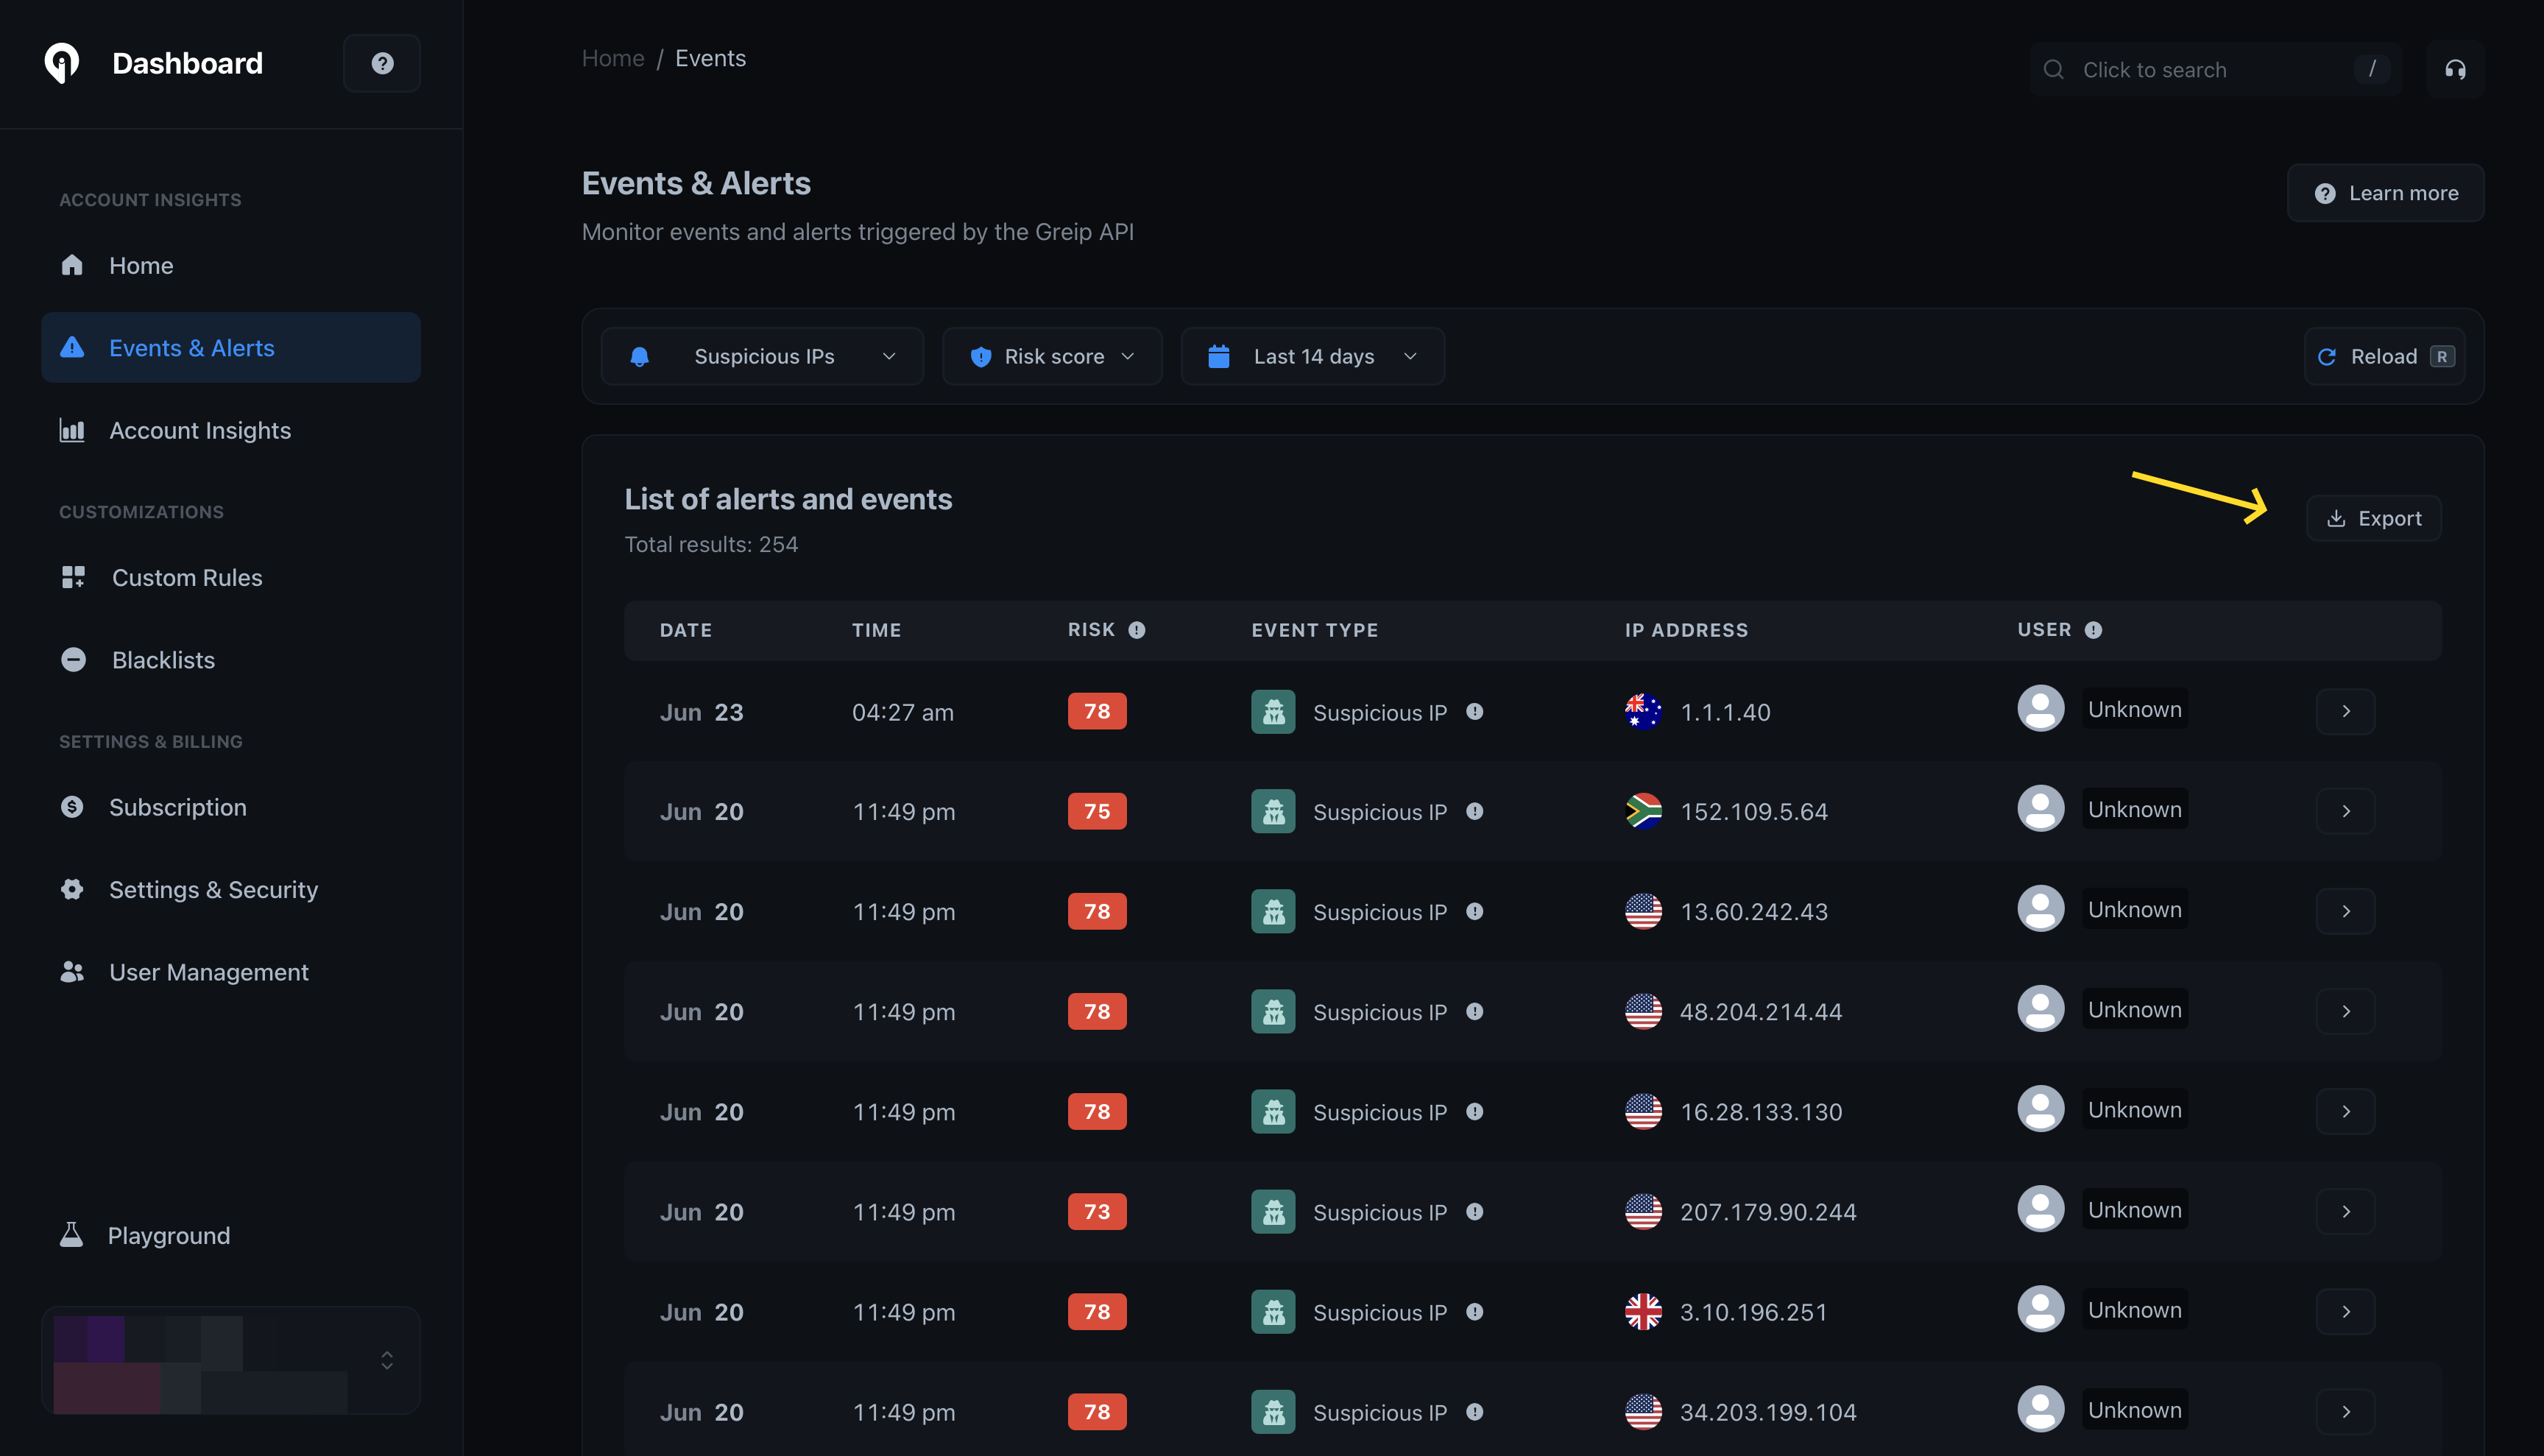 Dashboard
Home / Events
Click to search /
ACCOUNT INSIGHTS
Home
Events & Alerts
Account Insights
CUSTOMIZATIONS
Custom Rules
Blacklists
SETTINGS & BILLING
Subscription
Settings & Security
User Management
Playground
Events & Alerts
Monitor events and alerts triggered by the Greip API
Learn more
Suspicious IPs Risk score Last 14 days Reload R
List of alerts and events
Total results: 254
Export
DATE TIME RISK EVENT TYPE IP ADDRESS USER
Jun 23 04:27 am 78 Suspicious IP 1.1.1.40 Unknown
Jun 20 11:49 pm 75 Suspicious IP 152.109.5.64 Unknown
Jun 20 11:49 pm 78 Suspicious IP 13.60.242.43 Unknown
Jun 20 11:49 pm 78 Suspicious IP 48.204.214.44 Unknown
Jun 20 11:49 pm 78 Suspicious IP 16.28.133.130 Unknown
Jun 20 11:49 pm 73 Suspicious IP 207.179.90.244 Unknown
Jun 20 11:49 pm 78 Suspicious IP 3.10.196.251 Unknown
Jun 20 11:49 pm 78 Suspicious IP 34.203.199.104 Unknown